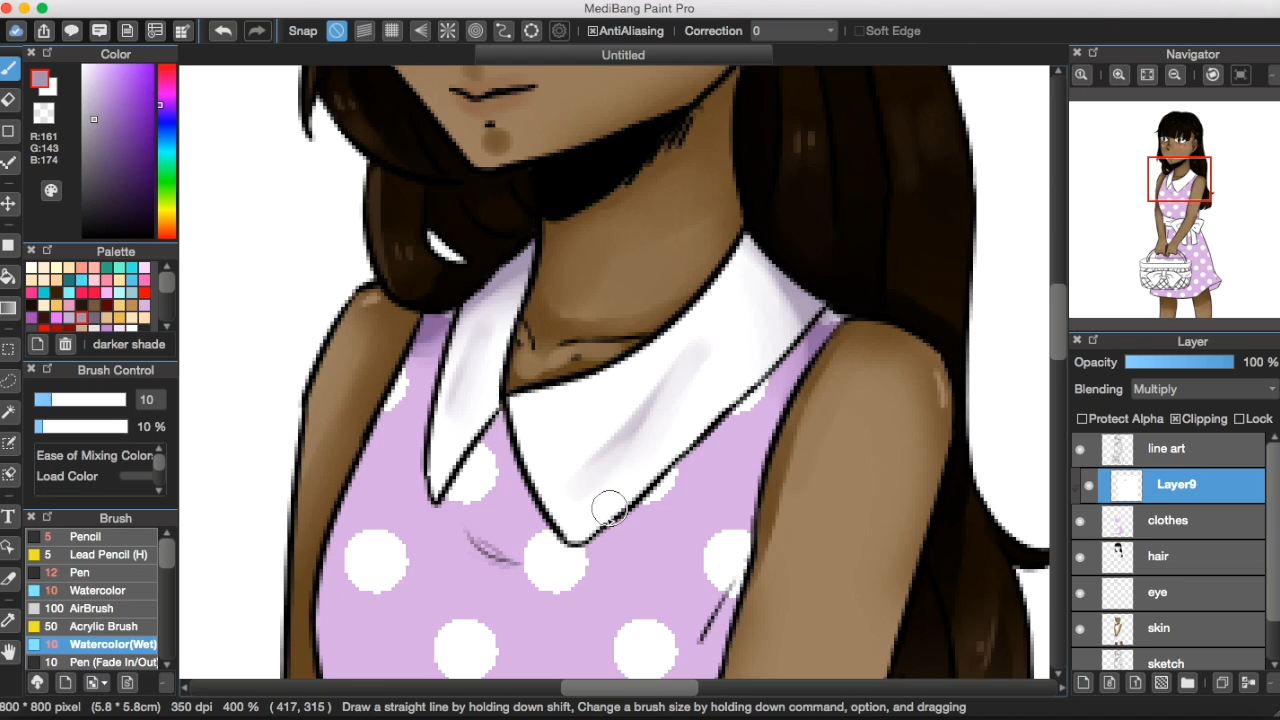 MediBang Paint Pro
Snap
AntiAliasing
Correction
0
Soft Edge
Color
Untitled
Navigator
R:161
G:143
B:174
Palette
darker shade
Brush Control
10
10 %
Ease of Mixing Color
Load Color
Brush
5 Pencil
5 Lead Pencil (H)
12 Pen
10 Watercolor
100 AirBrush
50 Acrylic Brush
10 Watercolor(Wet)
10 Pen (Fade In/Out
Layer
Opacity
100 %
Blending
Multiply
Protect Alpha
Clipping
Lock
line art
Layer9
clothes
hair
eye
skin
sketch
800 * 800 pixel (5.8 * 5.8cm) 350 dpi 400 % ( 417, 315 ) Draw a straight line by holding down shift, Change a brush size by holding down command, option, and dragging